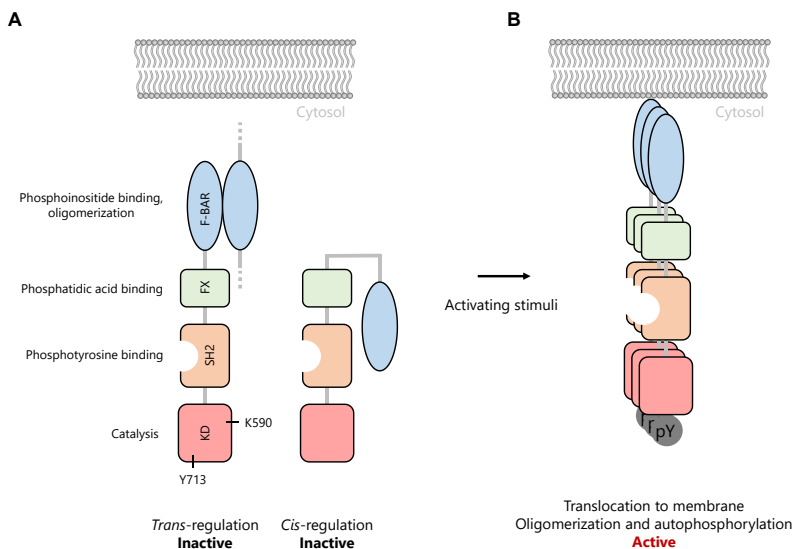 A
Cytosol
Phosphoinositide binding,
oligomerization
F-BAR
Phosphatidic acid binding
FX
Phosphotyrosine binding
SH2
Catalysis
KD
K590
Y713
Trans-regulation
Inactive
Cis-regulation
Inactive
Activating stimuli
B
Cytosol
pY
Translocation to membrane
Oligomerization and autophosphorylation
Active